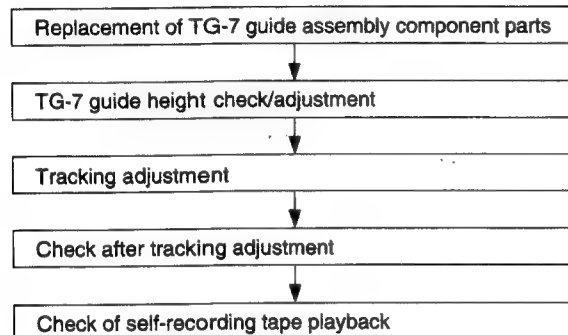 Replacement of TG-7 guide assembly component parts
TG-7 guide height check/adjustment
Tracking adjustment
Check after tracking adjustment
Check of self-recording tape playback